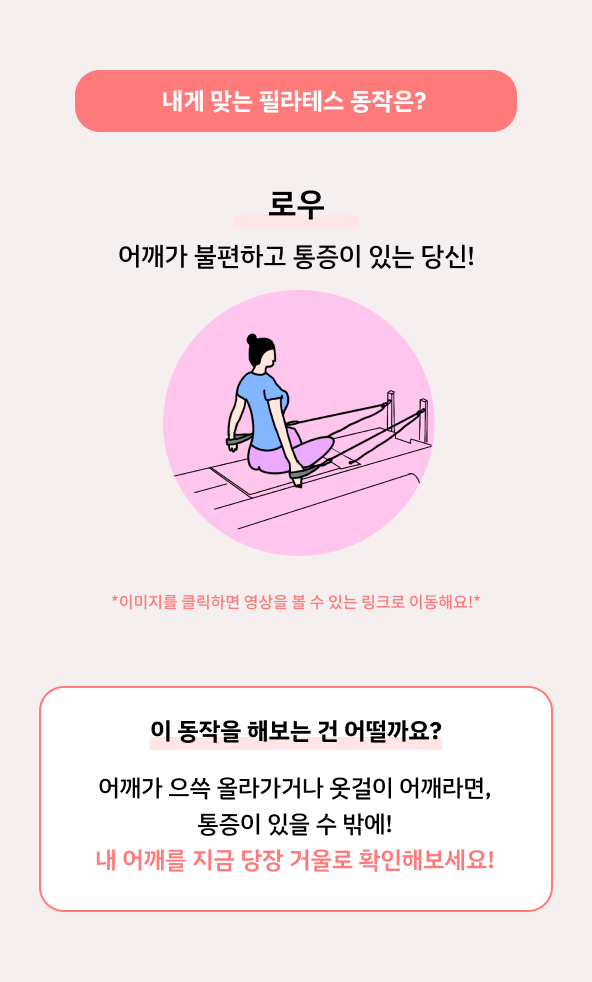 내게 맞는 필라테스 동작은?
로우
어깨가 불편하고 통증이 있는 당신!
*이미지를 클릭하면 영상을 볼 수 있는 링크로 이동해요!*
이 동작을 해보는 건 어떨까요?
어깨가 으쓱 올라가거나 옷걸이 어깨라면,
통증이 있을 수 밖에!
내 어깨를 지금 당장 거울로 확인해보세요!